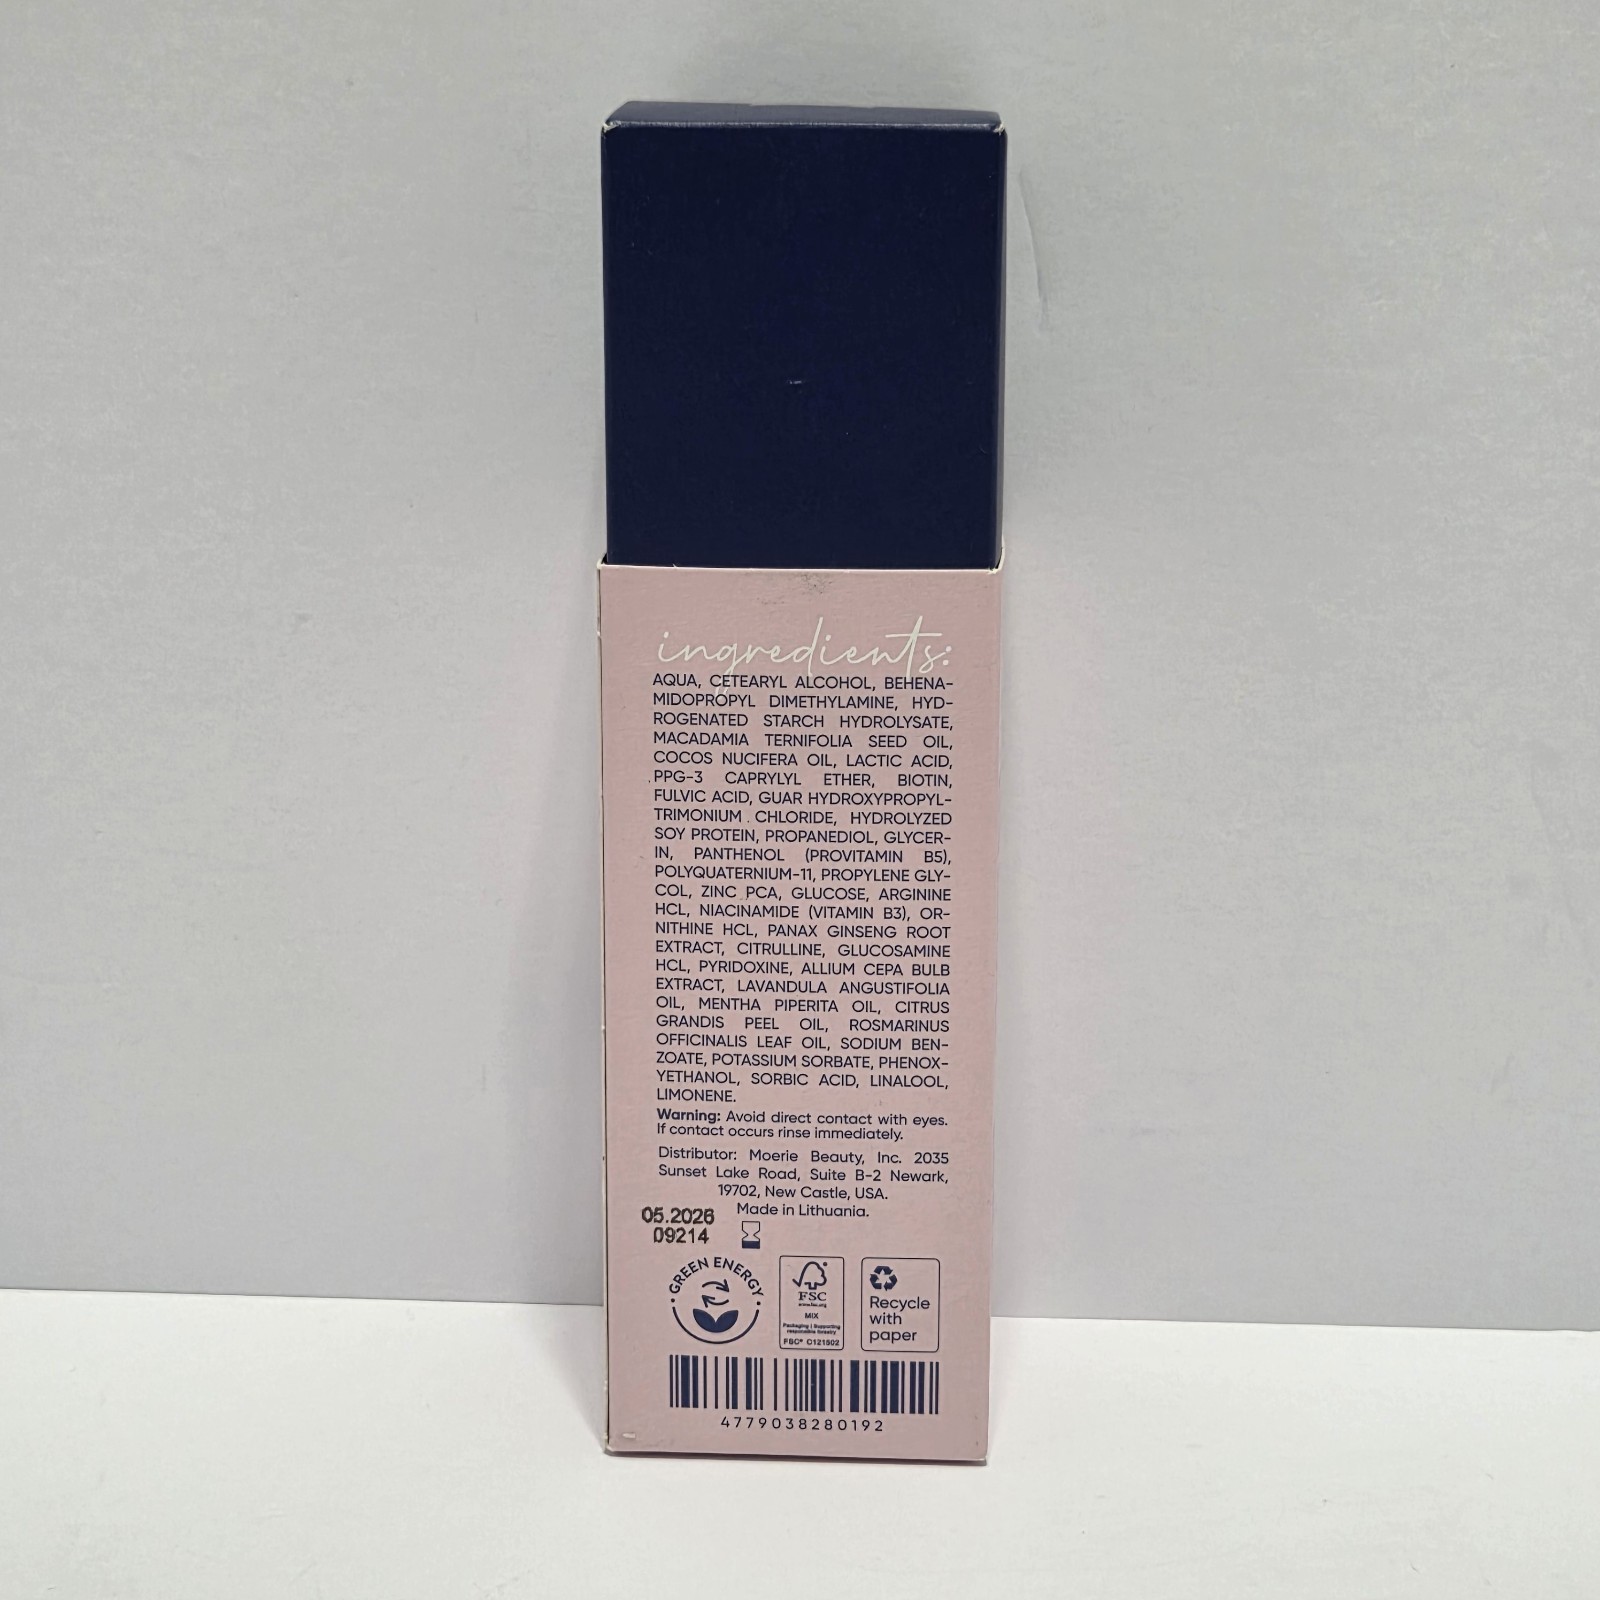 ingredients:
AQUA, CETEARYL ALCOHOL, BEHENA-
MIDOPROPYL DIMETHYLAMINE, HYD-
ROGENATED STARCH HYDROLYSATE,
MACADAMIA TERNIFOLIA SEED OIL,
COCOS NUCIFERA OIL, LACTIC ACID,
PPG-3 CAPRYLYL ETHER, BIOTIN,
FULVIC ACID, GUAR HYDROXYPROPYL-
TRIMONIUM CHLORIDE, HYDROLYZED
SOY PROTEIN, PROPANEDIOL, GLYCER-
IN, PANTHENOL (PROVITAMIN B5),
POLYQUATERNIUM-11, PROPYLENE GLY-
COL, ZINC PCA, GLUCOSE, ARGININE
HCL, NIACINAMIDE (VITAMIN B3), OR-
NITHINE HCL, PANAX GINSENG ROOT
EXTRACT, CITRULLINE, GLUCOSAMINE
HCL, PYRIDOXINE, ALLIUM CEPA BULB
EXTRACT, LAVANDULA ANGUSTIFOLIA
OIL, MENTHA PIPERITA OIL, CITRUS
GRANDIS PEEL OIL, ROSMARINUS
OFFICINALIS LEAF OIL, SODIUM BEN-
ZOATE, POTASSIUM SORBATE, PHENOX-
YETHANOL, SORBIC ACID, LINALOOL,
LIMONENE.
Warning: Avoid direct contact with eyes.
If contact occurs rinse immediately.
Distributor: Moerie Beauty, Inc. 2035
Sunset Lake Road, Suite B-2 Newark,
19702, New Castle, USA.
Made in Lithuania.
05.2026
09214
GREEN ENERGY
FSC
www.fsc.org
MIX
Packaging | Supporting
responsible forestry
FSC® C121502
Recycle
with
paper
4779038280192